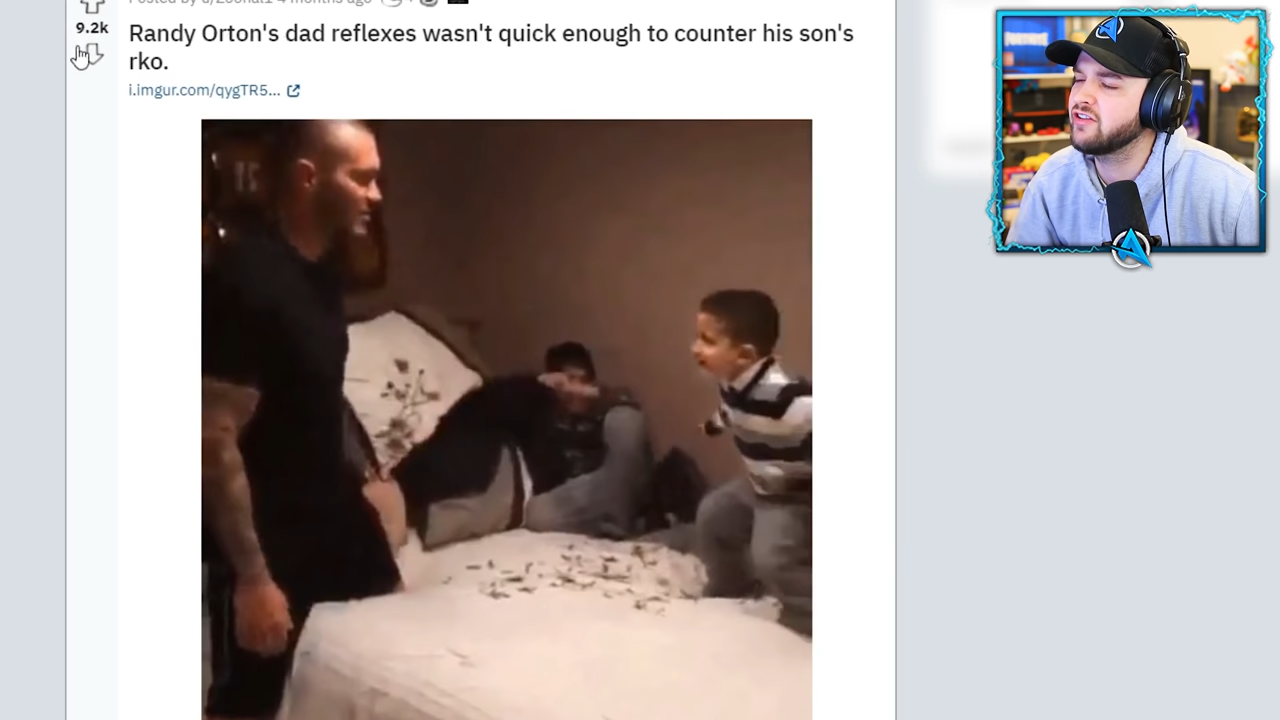 9.2k
Randy Orton's dad reflexes wasn't quick enough to counter his son's
rko.
i.imgur.com/qygTR5...